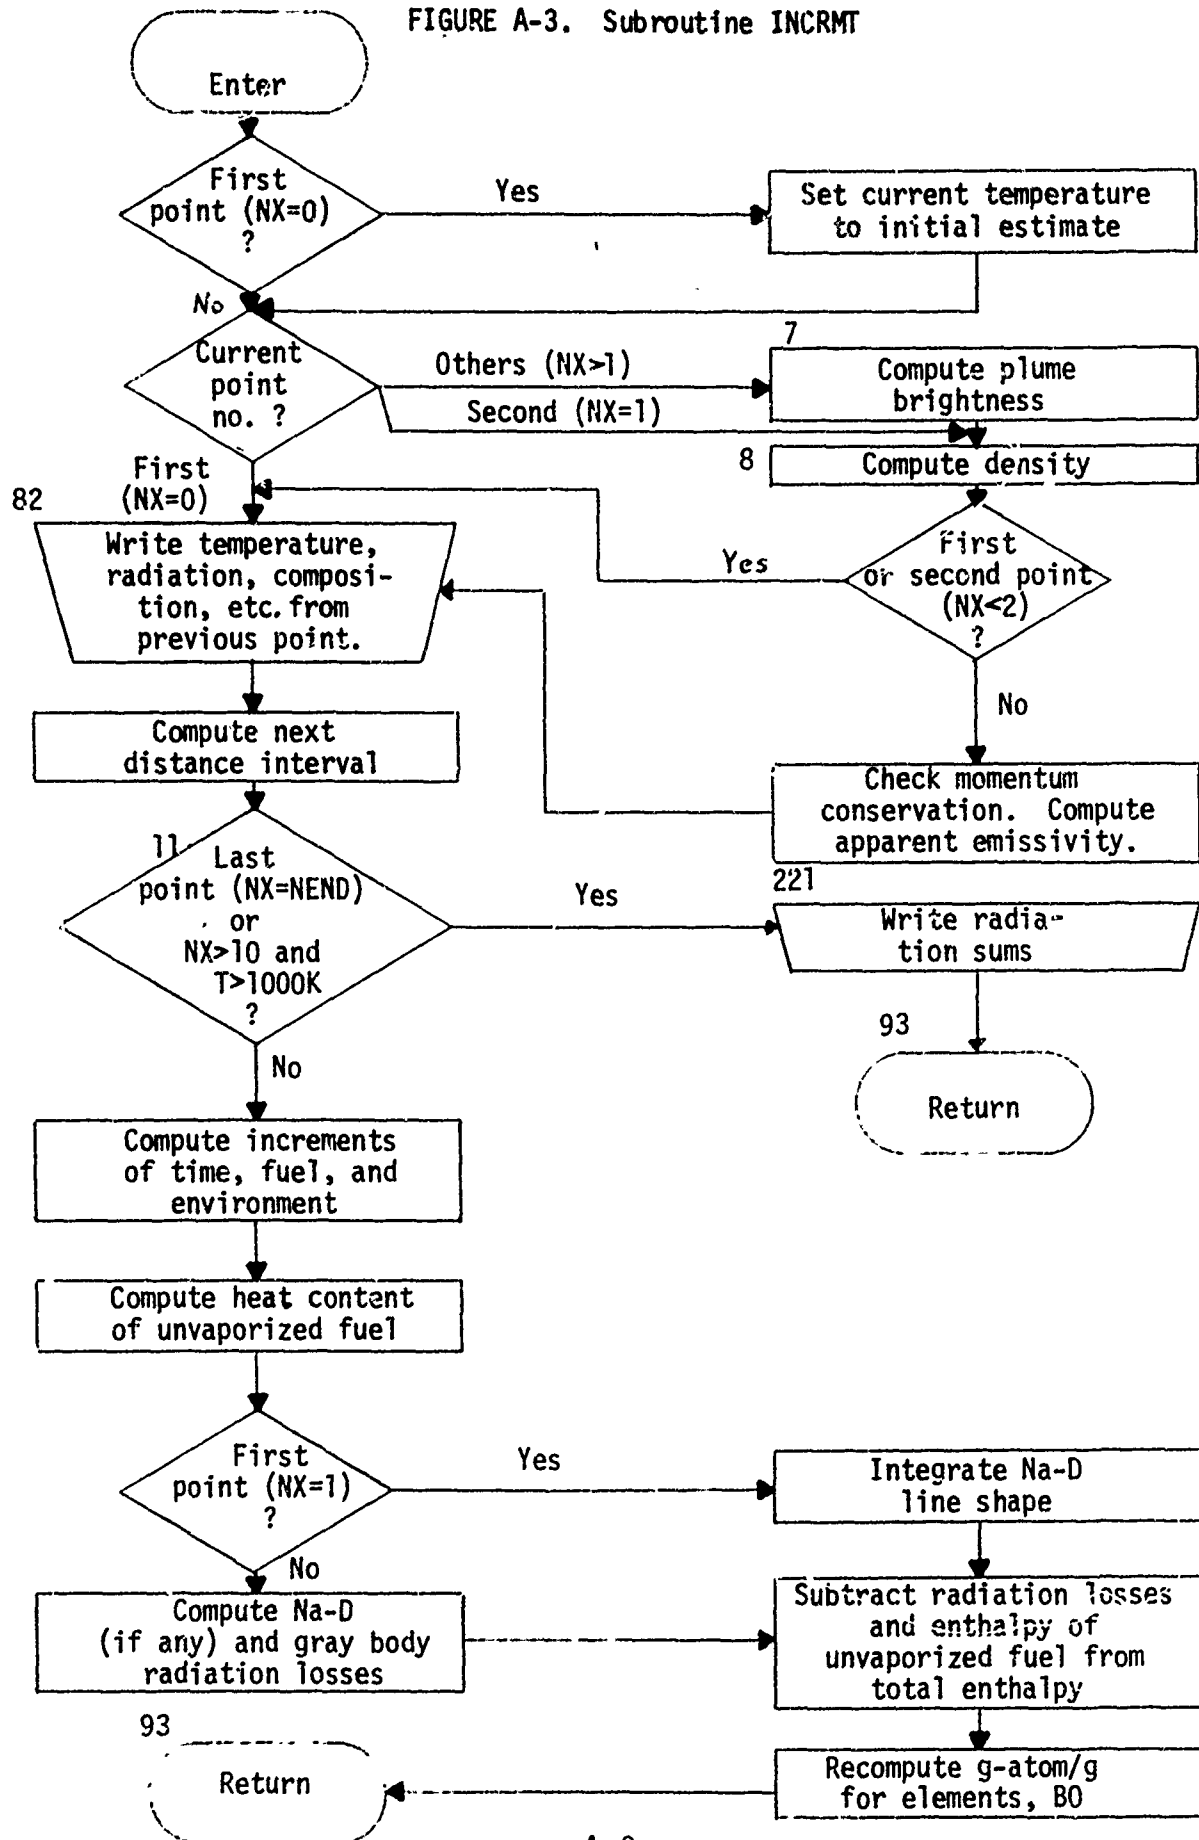 FIGURE A-3. Subroutine INCRMT
Enter
First
point (NX=0)
?
Yes
Set current temperature
to initial estimate
No
Current
point
no. ?
Others (NX>1)
Second (NX=1)
7
Compute plume
brightness
8
Compute density
First
(NX=0)
82
Write temperature,
radiation, composi-
tion, etc. from
previous point.
Yes
First
or second point
(NX<2)
?
No
Compute next
distance interval
Check momentum
conservation. Compute
apparent emissivity.
11
Last
point (NX=NEND)
or
NX>10 and
T>1000K
?
Yes
221
Write radia-
tion sums
93
Return
No
Compute increments
of time, fuel, and
environment
Compute heat content
of unvaporized fuel
First
point (NX=1)
?
Yes
Integrate Na-D
line shape
No
Compute Na-D
(if any) and gray body
radiation losses
Subtract radiation losses
and enthalpy of
unvaporized fuel from
total enthalpy
93
Return
Recompute g-atom/g
for elements, BO